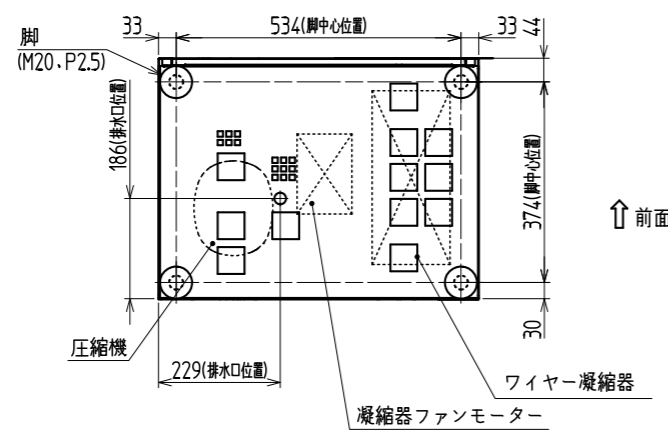 33
534(脚中心位置)
33
44
脚
(M20、P2.5)
186(排水口位置)
374(脚中心位置)
前面
30
圧縮機
229(排水口位置)
ワイヤー凝縮器
凝縮器ファンモーター